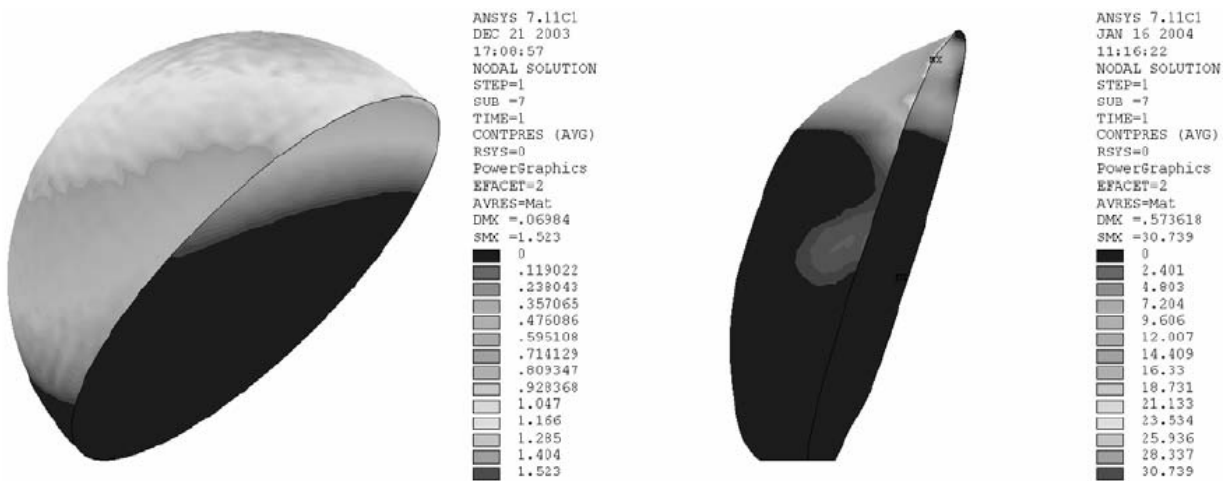 ANSYS 7.11C1
DEC 21 2003
17:08:57
NODAL SOLUTION
STEP=1
SUB =7
TIME=1
CONTPRES (AVG)
RSYS=0
PowerGraphics
EFACET=2
AVRES=Mat
DMX =.06984
SMX =1.523
0
.119022
.238043
.357065
.476086
.595108
.714129
.809347
.928368
1.047
1.166
1.285
1.404
1.523
ANSYS 7.11C1
JAN 16 2004
11:16:22
NODAL SOLUTION
STEP=1
SUB =7
TIME=1
CONTPRES (AVG)
RSYS=0
PowerGraphics
EFACET=2
AVRES=Mat
DMX =.573618
SMX =30.739
0
2.401
4.803
7.204
9.606
12.007
14.409
16.33
18.731
21.133
23.534
25.936
28.337
30.739
MX